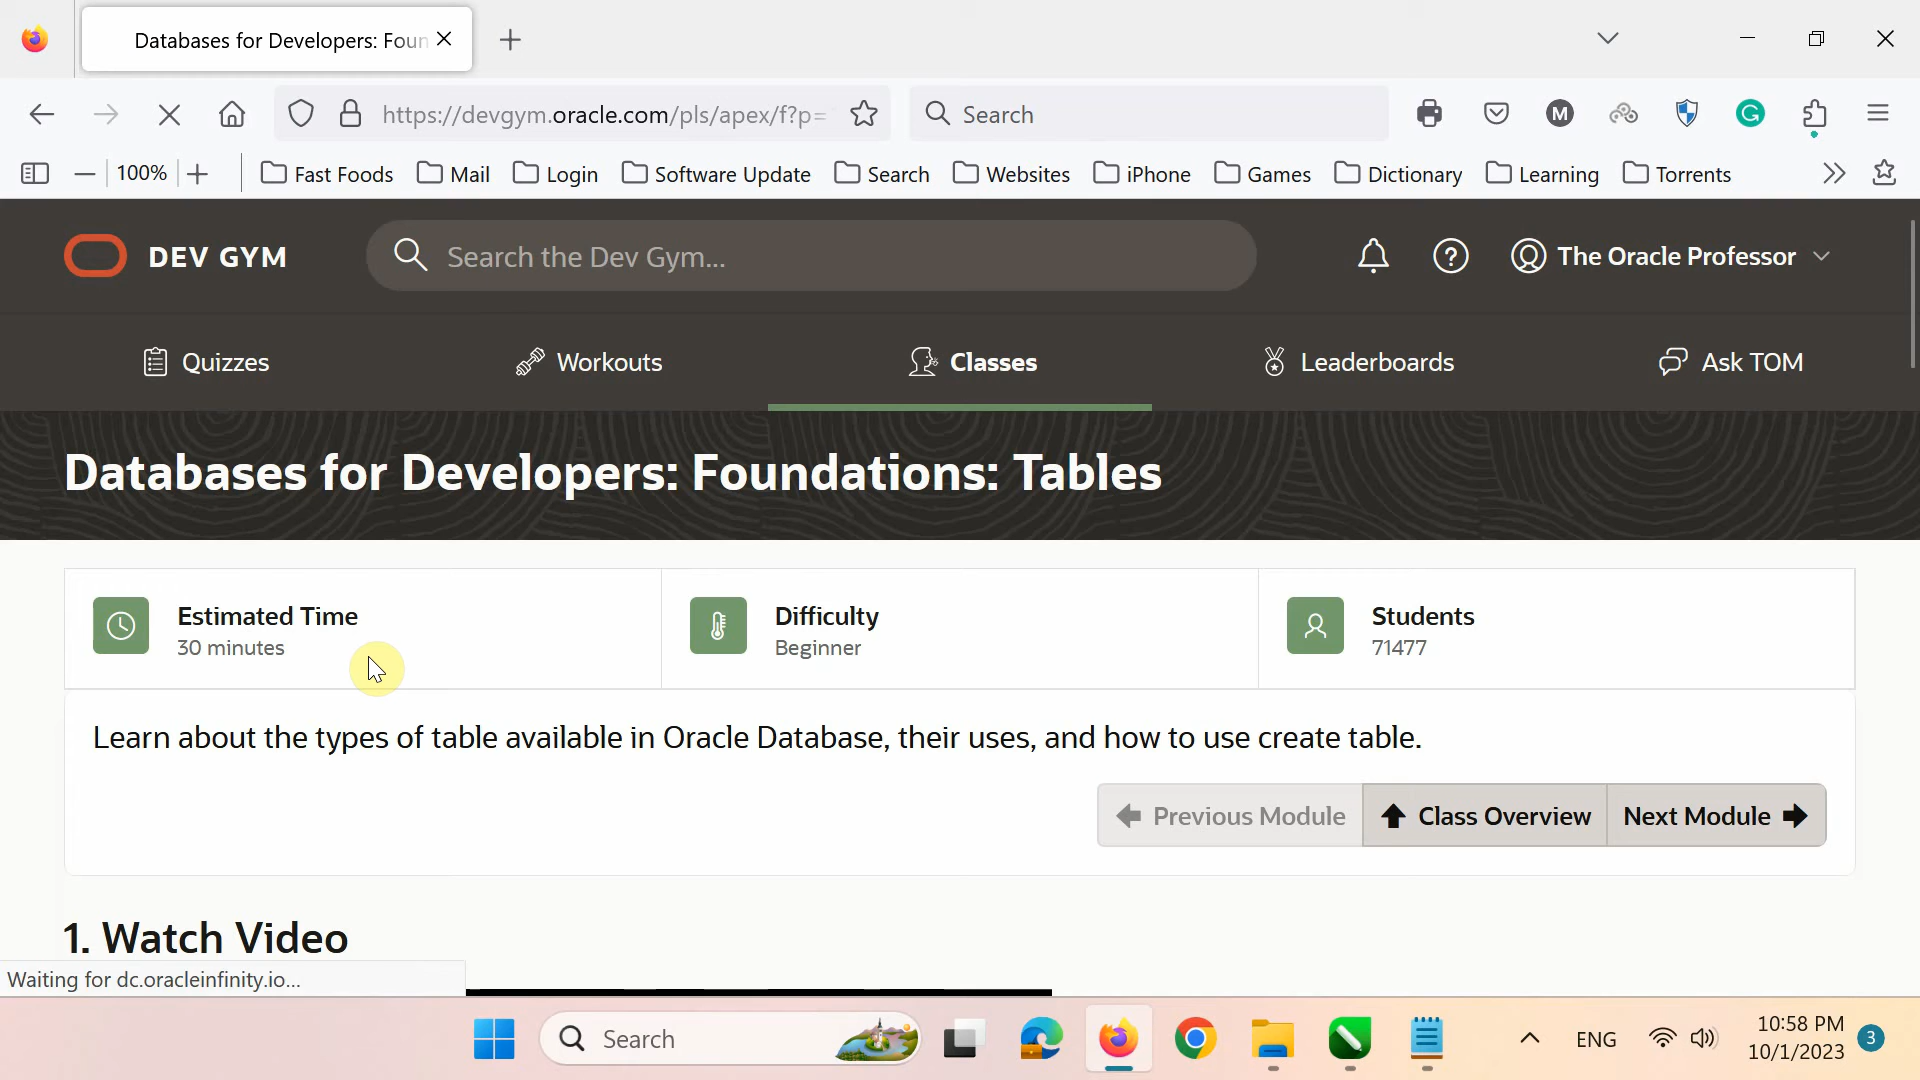 Databases for Developers: Foun
https://devgym.oracle.com/pls/apex/f?p=
Search
M
G
100%
Fast Foods
Mail
Login
Software Update
Search
Websites
iPhone
Games
Dictionary
Learning
Torrents
DEV GYM
Search the Dev Gym...
The Oracle Professor
Quizzes
Workouts
Classes
Leaderboards
Ask TOM
Databases for Developers: Foundations: Tables
Estimated Time
30 minutes
Difficulty
Beginner
Students
71477
Learn about the types of table available in Oracle Database, their uses, and how to use create table.
Previous Module
Class Overview
Next Module
1. Watch Video
Waiting for dc.oracleinfinity.io...
Search
ENG
10:58 PM
10/1/2023
3